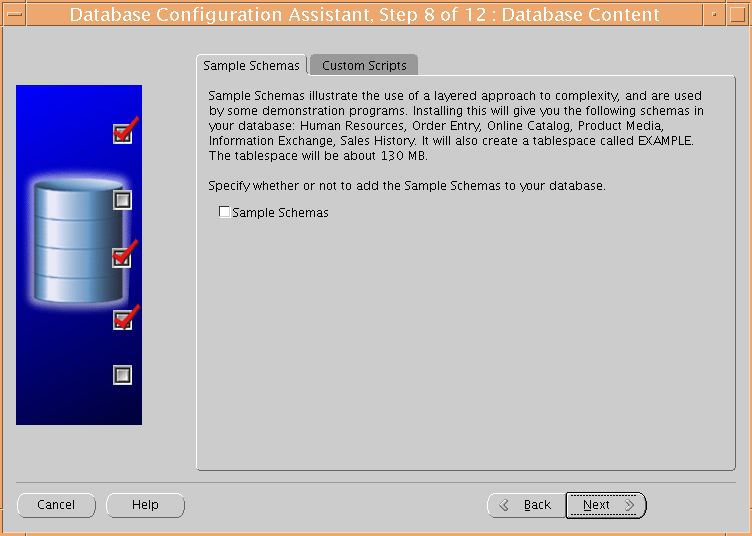 Database Configuration Assistant, Step 8 of 12 : Database Content
Sample Schemas
Custom Scripts
Sample Schemas illustrate the use of a layered approach to complexity, and are used
by some demonstration programs. Installing this will give you the following schemas in
your database: Human Resources, Order Entry, Online Catalog, Product Media,
Information Exchange, Sales History. It will also create a tablespace called EXAMPLE.
The tablespace will be about 130 MB.
Specify whether or not to add the Sample Schemas to your database.
Sample Schemas
Cancel
Help
Back
Next